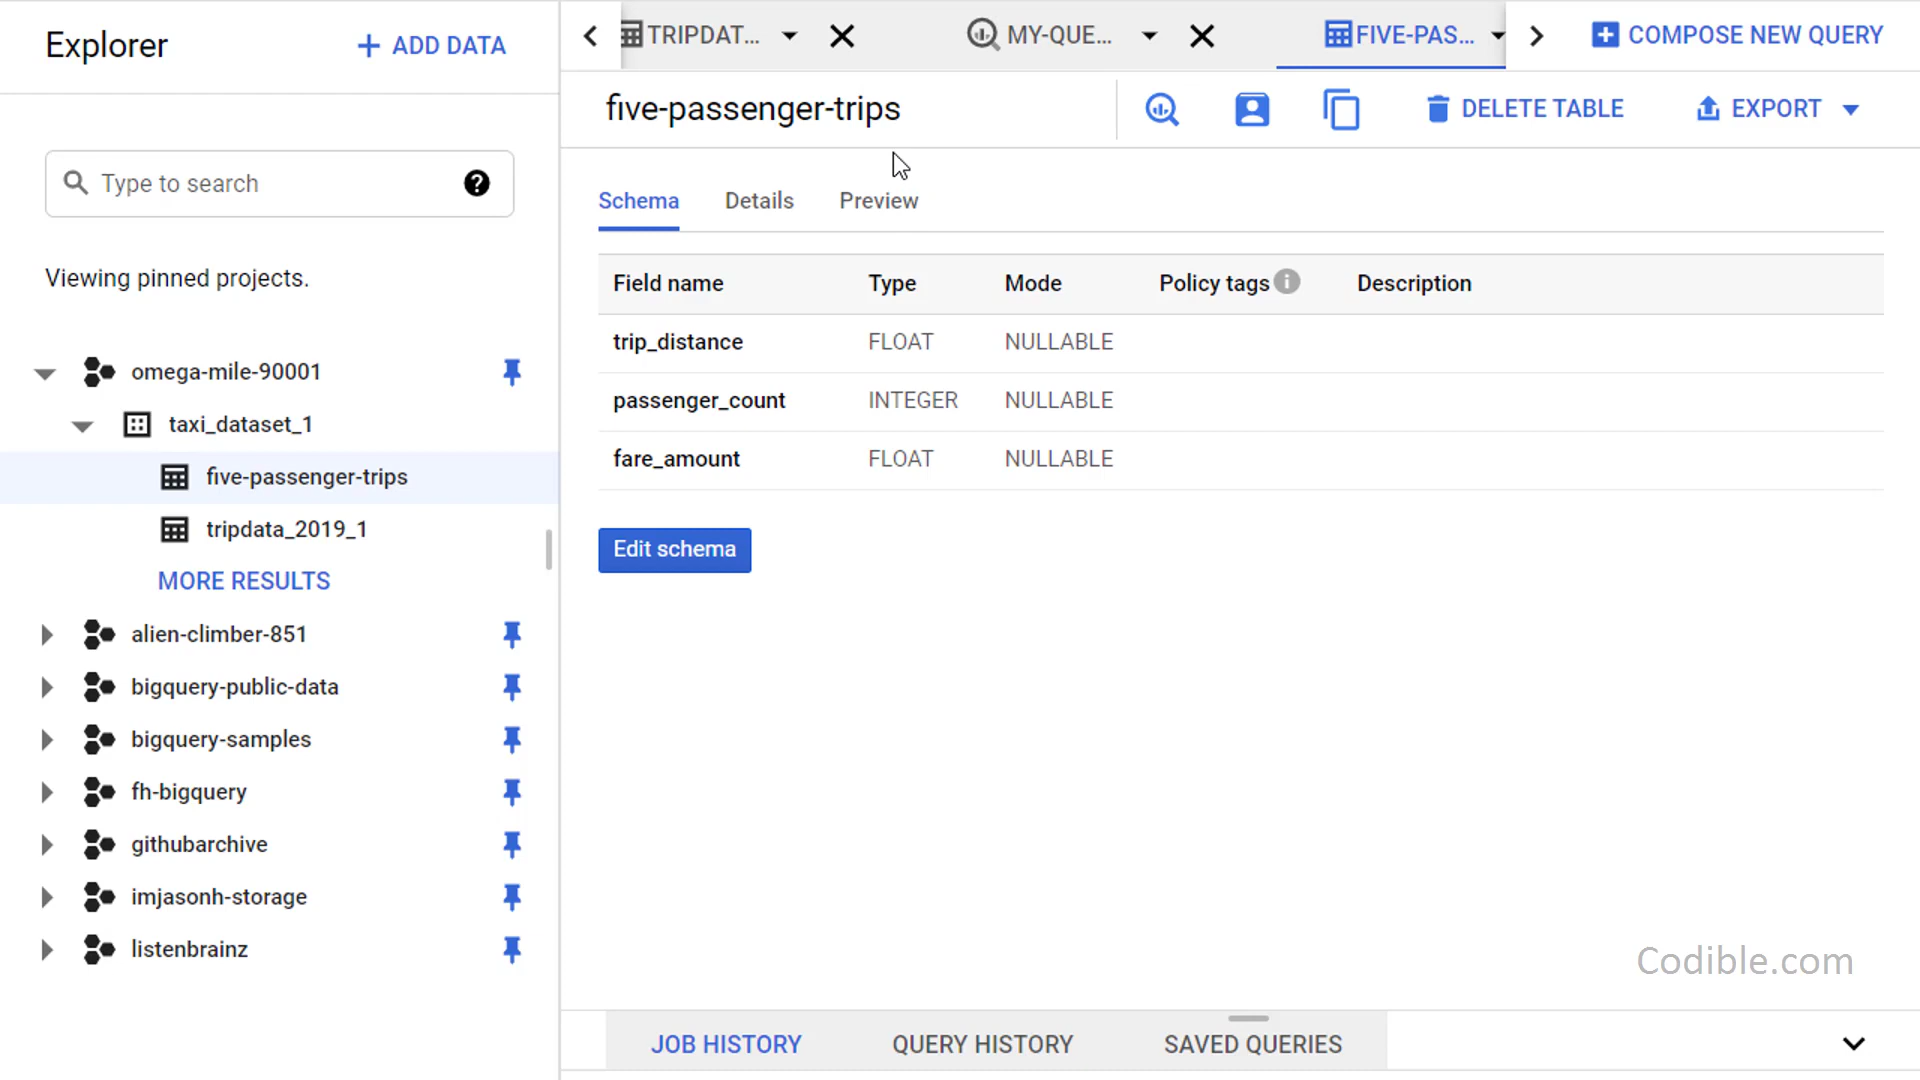 Explorer
ADD DATA
Type to search
Viewing pinned projects.
omega-mile-90001
taxi_dataset_1
five-passenger-trips
tripdata_2019_1
MORE RESULTS
alien-climber-851
bigquery-public-data
bigquery-samples
fh-bigquery
githubarchive
imjasonh-storage
listenbrainz
TRIPDAT...
MY-QUE...
FIVE-PAS...
COMPOSE NEW QUERY
five-passenger-trips
DELETE TABLE
EXPORT
Schema Details Preview
Field name Type Mode Policy tags Description
trip_distance FLOAT NULLABLE
passenger_count INTEGER NULLABLE
fare_amount FLOAT NULLABLE
Edit schema
Codible.com
JOB HISTORY QUERY HISTORY SAVED QUERIES